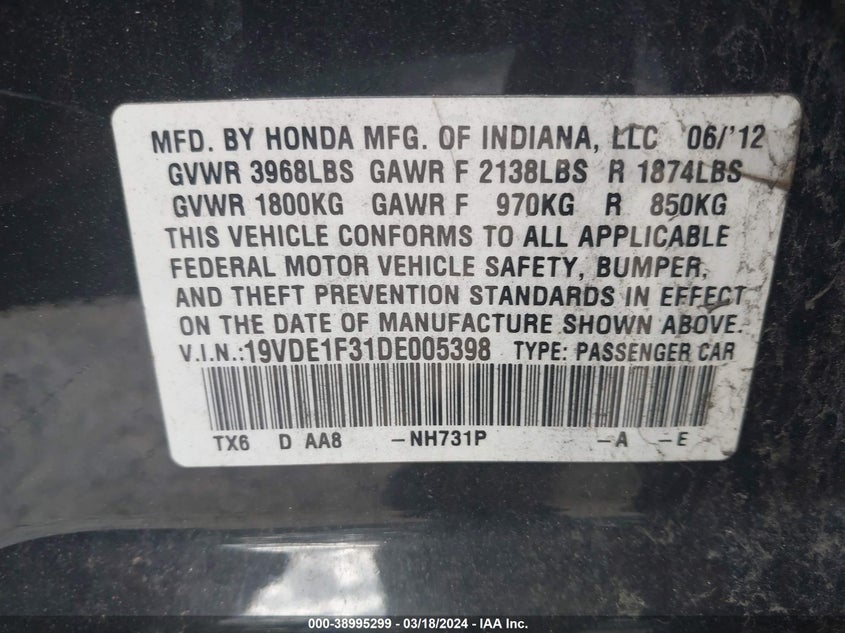 MFD. BY HONDA MFG. OF INDIANA, LLC 06/'12
GVWR 3968LBS GAWR F 2138LBS R 1874LBS
GVWR 1800KG GAWR F 970KG R 850KG
THIS VEHICLE CONFORMS TO ALL APPLICABLE
FEDERAL MOTOR VEHICLE SAFETY, BUMPER,
AND THEFT PREVENTION STANDARDS IN EFFECT
ON THE DATE OF MANUFACTURE SHOWN ABOVE.
V.I.N.:19VDE1F31DE005398 TYPE: PASSENGER CAR
TX6 D AA8 -NH731P -A -E
000-38995299 - 03/18/2024 - IAA Inc.